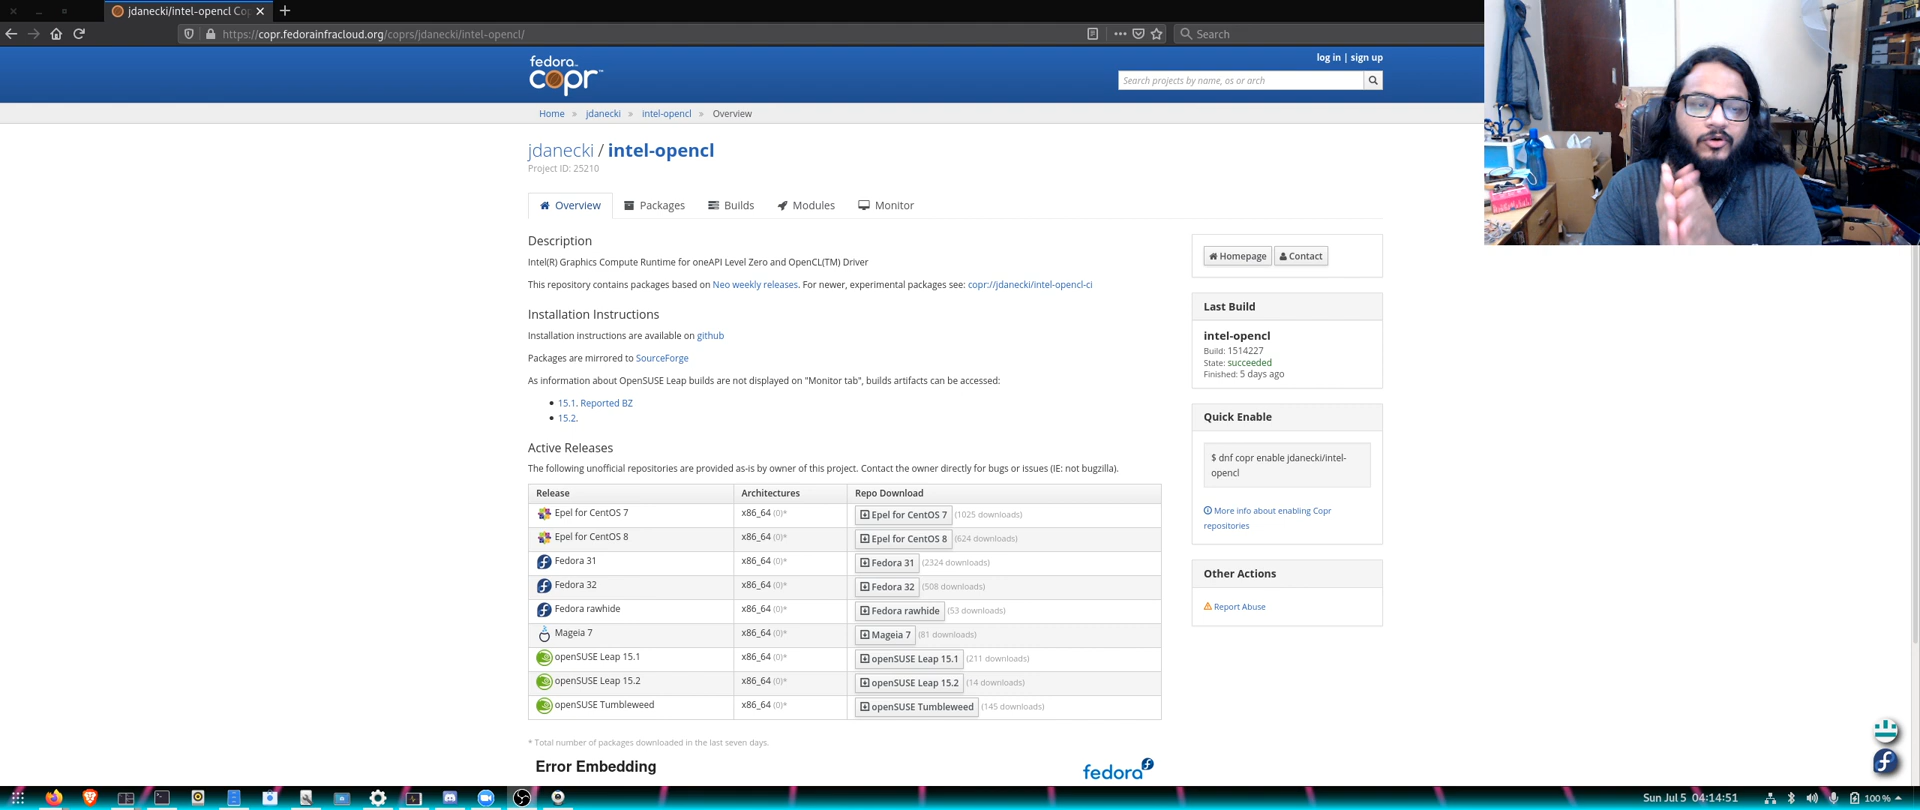 jdanecki/intel-opencl Co
https://copr.fedorainfracloud.org/coprs/jdanecki/intel-opencl/
Search
fedora
copr
log in | sign up
Search projects by name, os or arch
Home » jdanecki » intel-opencl » Overview
jdanecki / intel-opencl
Project ID: 25210
Overview Packages Builds Modules Monitor
Description
Intel(R) Graphics Compute Runtime for oneAPI Level Zero and OpenCL(TM) Driver
This repository contains packages based on Neo weekly releases. For newer, experimental packages see: copr://jdanecki/intel-opencl-ci
Installation Instructions
Installation instructions are available on github
Packages are mirrored to SourceForge
As information about OpenSUSE Leap builds are not displayed on "Monitor tab", builds artifacts can be accessed:
15.1. Reported BZ
15.2.
Active Releases
The following unofficial repositories are provided as-is by owner of this project. Contact the owner directly for bugs or issues (IE: not bugzilla).
Release Architectures Repo Download
Epel for CentOS 7 x86_64 (0)* Epel for CentOS 7 (1025 downloads)
Epel for CentOS 8 x86_64 (0)* Epel for CentOS 8 (624 downloads)
Fedora 31 x86_64 (0)* Fedora 31 (2324 downloads)
Fedora 32 x86_64 (0)* Fedora 32 (508 downloads)
Fedora rawhide x86_64 (0)* Fedora rawhide (53 downloads)
Mageia 7 x86_64 (0)* Mageia 7 (81 downloads)
openSUSE Leap 15.1 x86_64 (0)* openSUSE Leap 15.1 (211 downloads)
openSUSE Leap 15.2 x86_64 (0)* openSUSE Leap 15.2 (14 downloads)
openSUSE Tumbleweed x86_64 (0)* openSUSE Tumbleweed (145 downloads)
* Total number of packages downloaded in the last seven days.
Homepage Contact
Last Build
intel-opencl
Build: 1514227
State: succeeded
Finished: 5 days ago
Quick Enable
$ dnf copr enable jdanecki/intel-
opencl
More info about enabling Copr
repositories
Other Actions
Report Abuse
Error Embedding
fedora
Sun Jul 5 04:14:51
100 %